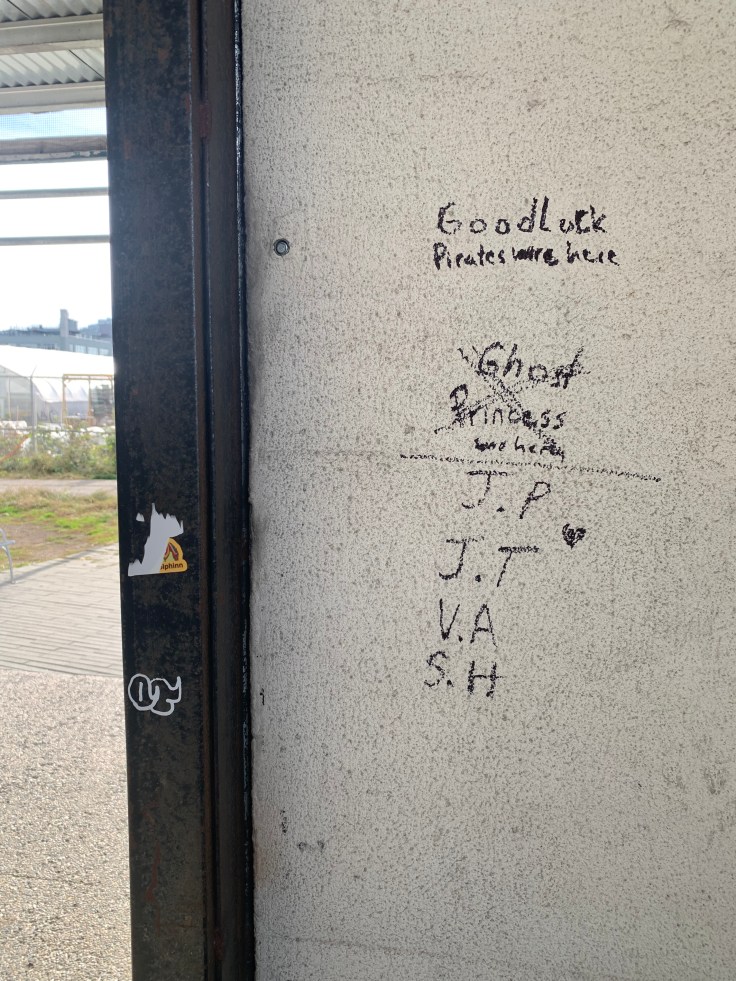 GoodLuck
Pirates were here
Ghost
Princess
was here
J.P
J.T
V.A
S.H